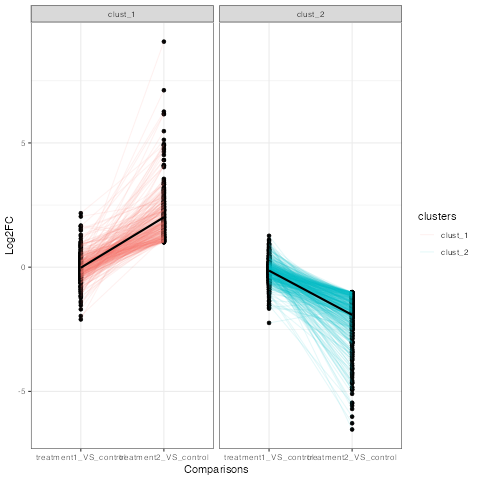 clust_1
clust_2
5
0
-5
Log2FC
treatment1_VS_control
treatment2_VS_control
treatment1_VS_control
treatment2_VS_control
Comparisons
clusters
clust_1
clust_2